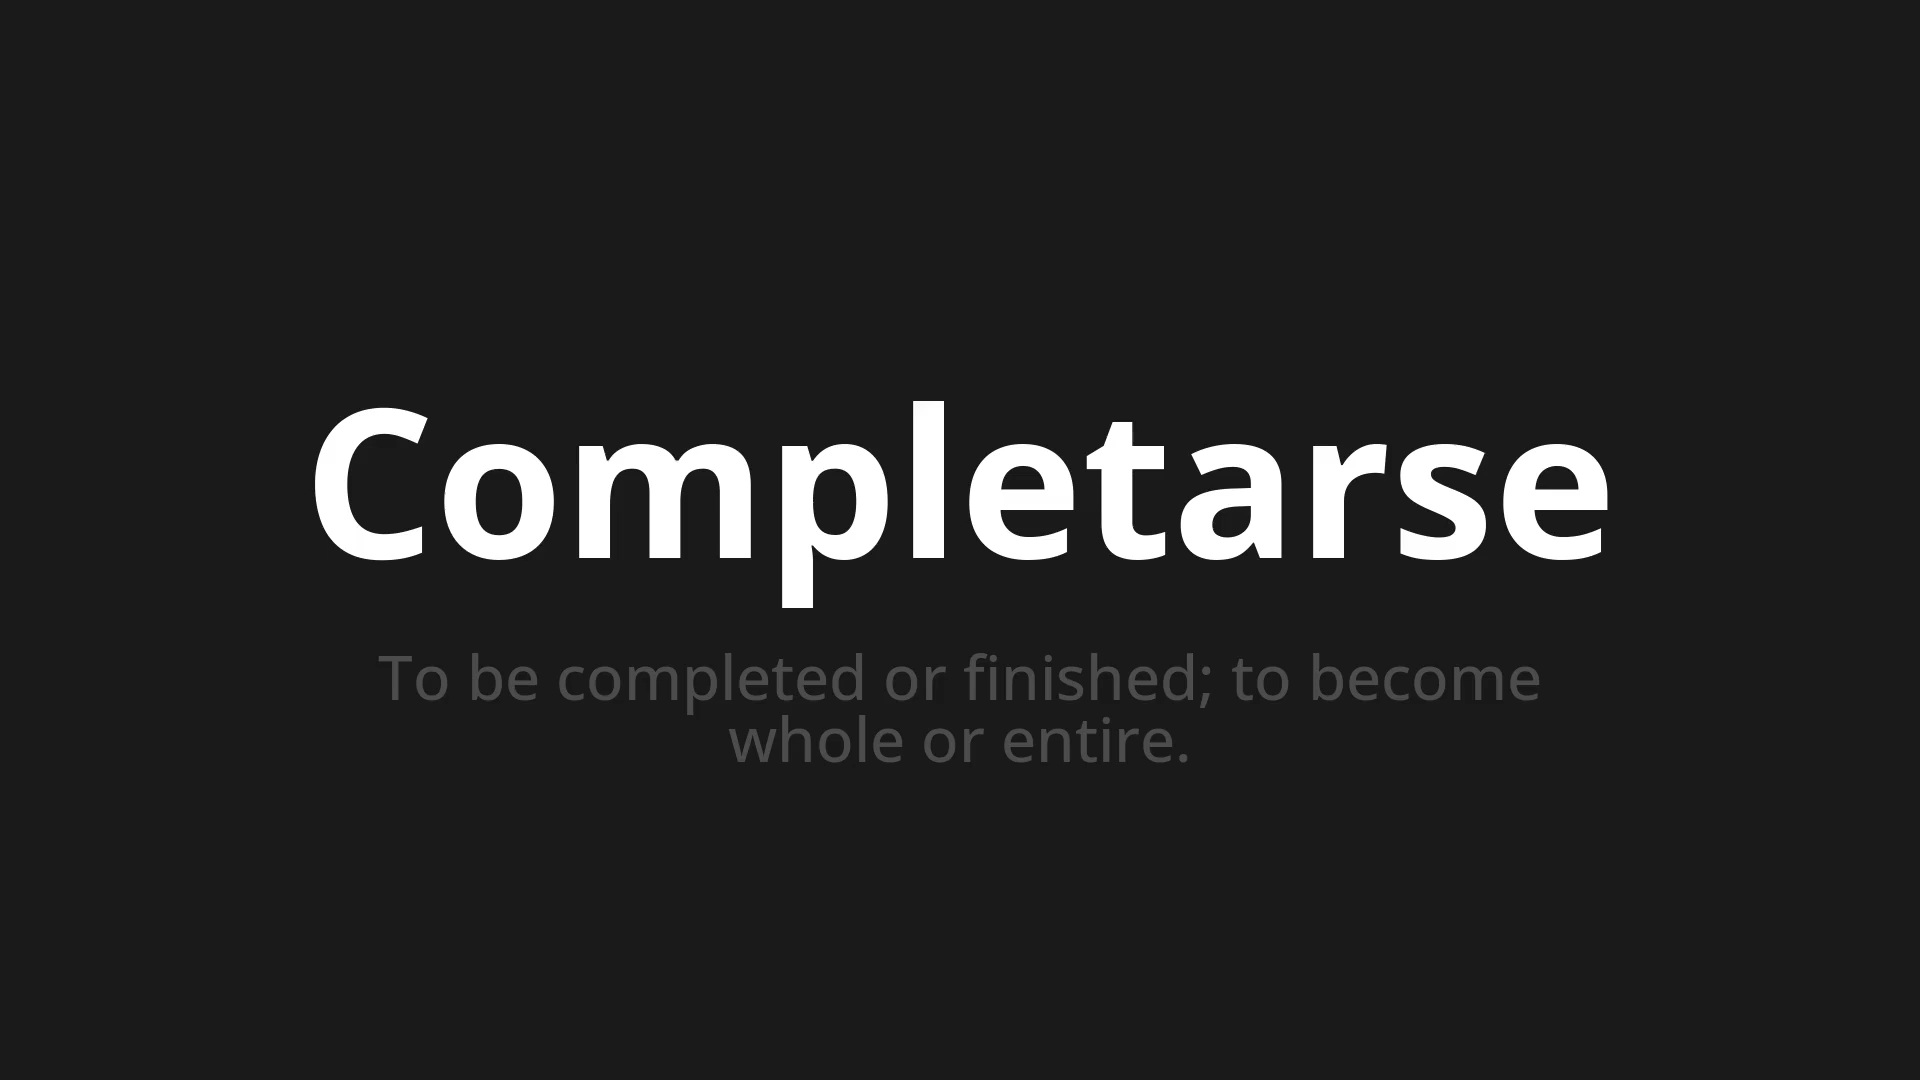 Completarse
To be completed or finished; to become
whole or entire.